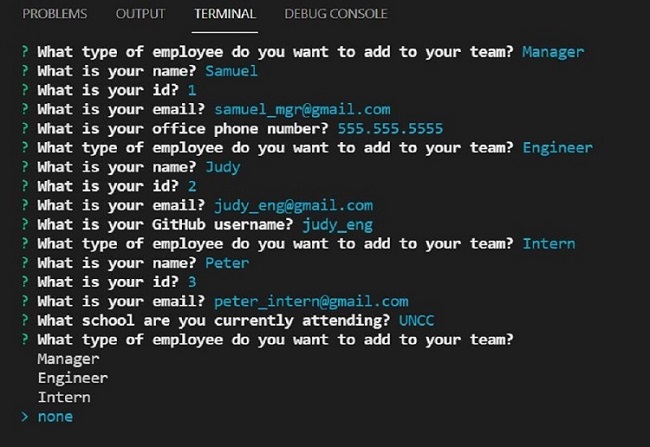 PROBLEMS OUTPUT TERMINAL DEBUG CONSOLE
? What type of employee do you want to add to your team? Manager
? What is your name? Samuel
? What is your id? 1
? What is your email? samuel_mgr@gmail.com
? What is your office phone number? 555.555.5555
? What type of employee do you want to add to your team? Engineer
? What is your name? Judy
? What is your id? 2
? What is your email? judy_eng@gmail.com
? What is your GitHub username? judy_eng
? What type of employee do you want to add to your team? Intern
? What is your name? Peter
? What is your id? 3
? What is your email? peter_intern@gmail.com
? What school are you currently attending? UNCC
? What type of employee do you want to add to your team?
Manager
Engineer
Intern
> none